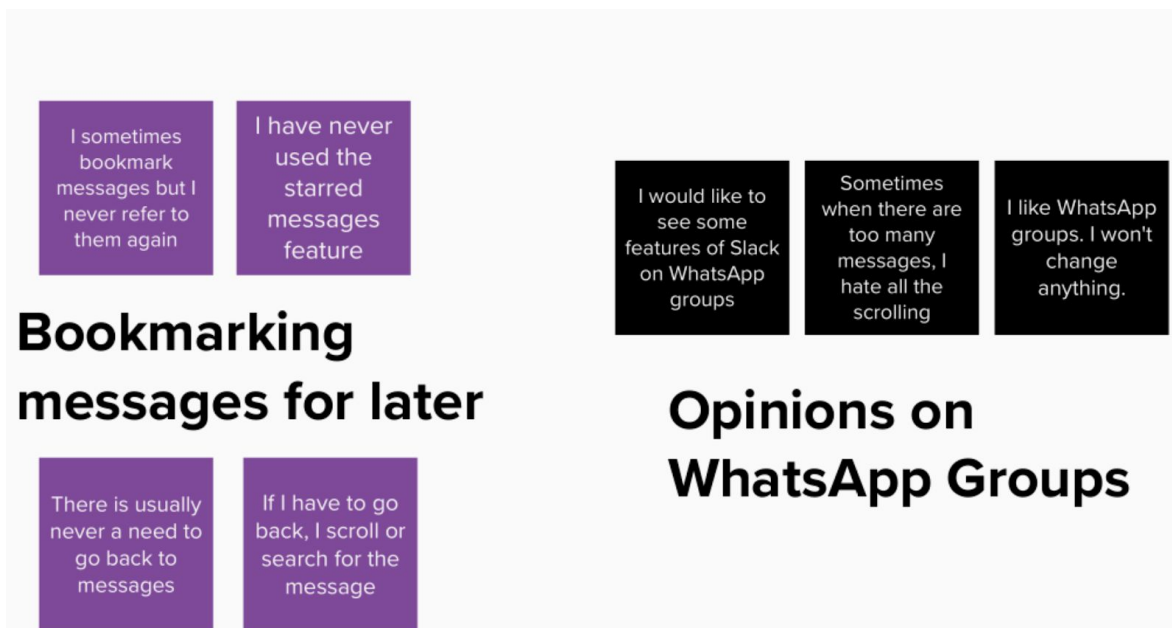 I sometimes
bookmark
messages but I
never refer to
them again
I have never
used the
starred
messages
feature
Bookmarking
messages for later
There is usually
never a need to
go back to
messages
If I have to go
back, I scroll or
search for the
message
I would like to
see some
features of Slack
on WhatsApp
groups
Sometimes
when there are
too many
messages, I
hate all the
scrolling
I like WhatsApp
groups. I won't
change
anything.
Opinions on
WhatsApp Groups